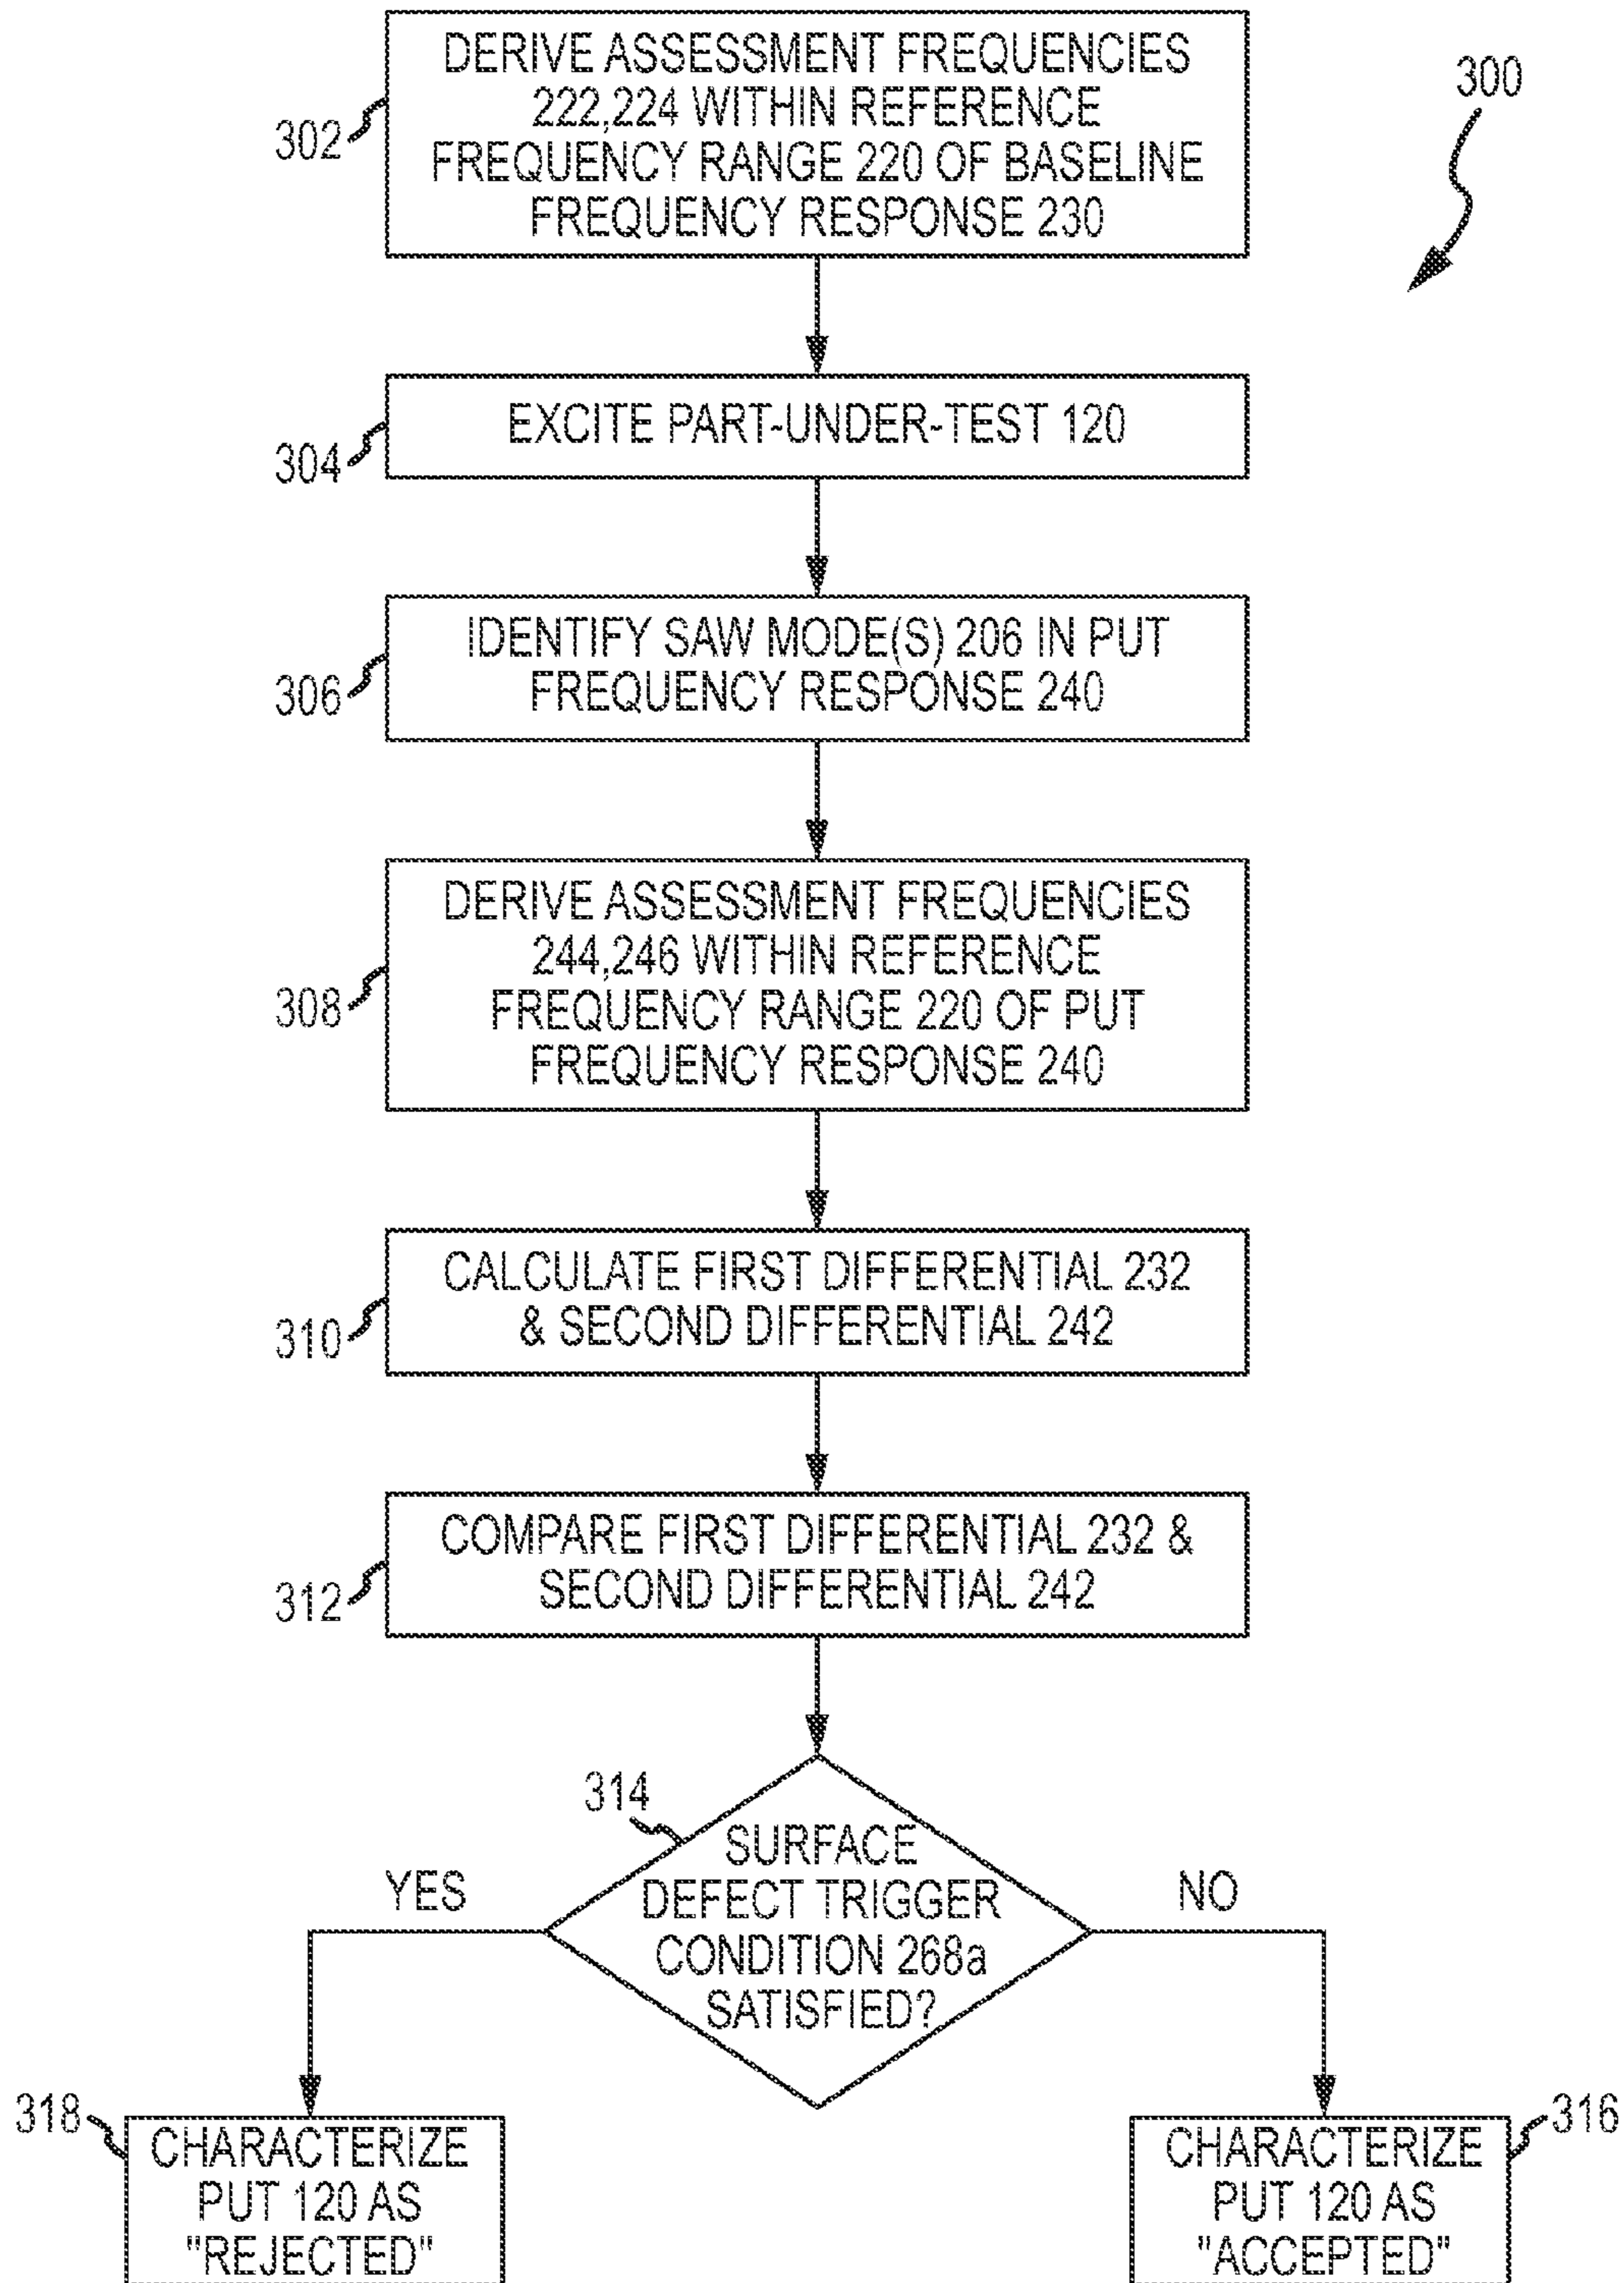 300
302
DERIVE ASSESSMENT FREQUENCIES
222,224 WITHIN REFERENCE
FREQUENCY RANGE 220 OF BASELINE
FREQUENCY RESPONSE 230
304
EXCITE PART-UNDER-TEST 120
306
IDENTIFY SAW MODE(S) 206 IN PUT
FREQUENCY RESPONSE 240
308
DERIVE ASSESSMENT FREQUENCIES
244,246 WITHIN REFERENCE
FREQUENCY RANGE 220 OF PUT
FREQUENCY RESPONSE 240
310
CALCULATE FIRST DIFFERENTIAL 232
& SECOND DIFFERENTIAL 242
312
COMPARE FIRST DIFFERENTIAL 232 &
SECOND DIFFERENTIAL 242
314
SURFACE
DEFECT TRIGGER
CONDITION 268a
SATISFIED?
YES
NO
318
CHARACTERIZE
PUT 120 AS
"REJECTED"
316
CHARACTERIZE
PUT 120 AS
"ACCEPTED"